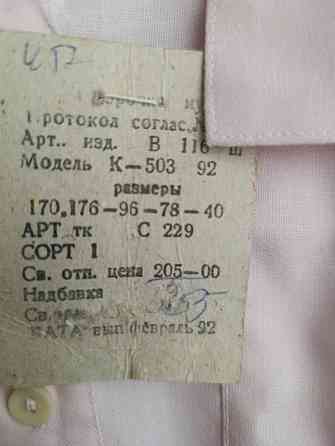 Протокол соглас.
Арт.. изд. В 116 ш
Модель К—503 92
размеры
170,176—96—78—40
АРТ тк С 229
СОРТ 1
Св. отп. цена 205—00
Надбавка
Св.
ДАТА вып февраль 92